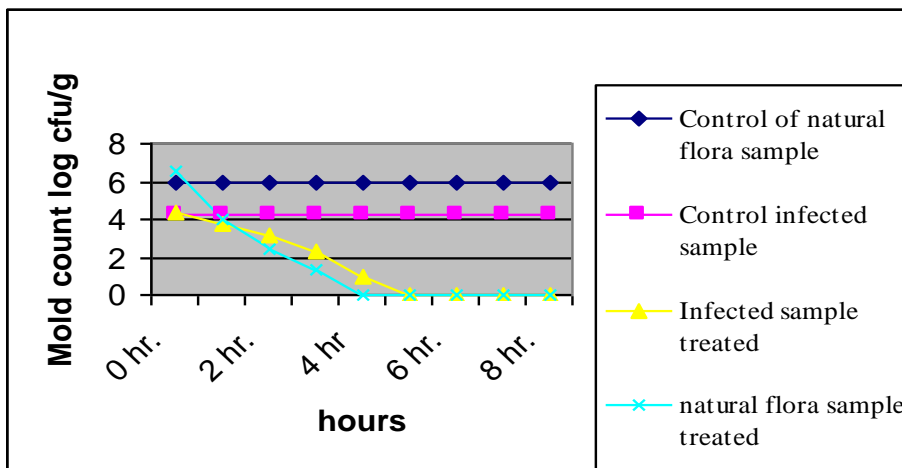 Mold count log cfu/g
8
6
4
2
0
0 hr.
2 hr.
4 hr
6 hr.
8 hr.
hours
Control of natural
flora sample
Control infected
sample
Infected sample
treated
natural flora sample
treated